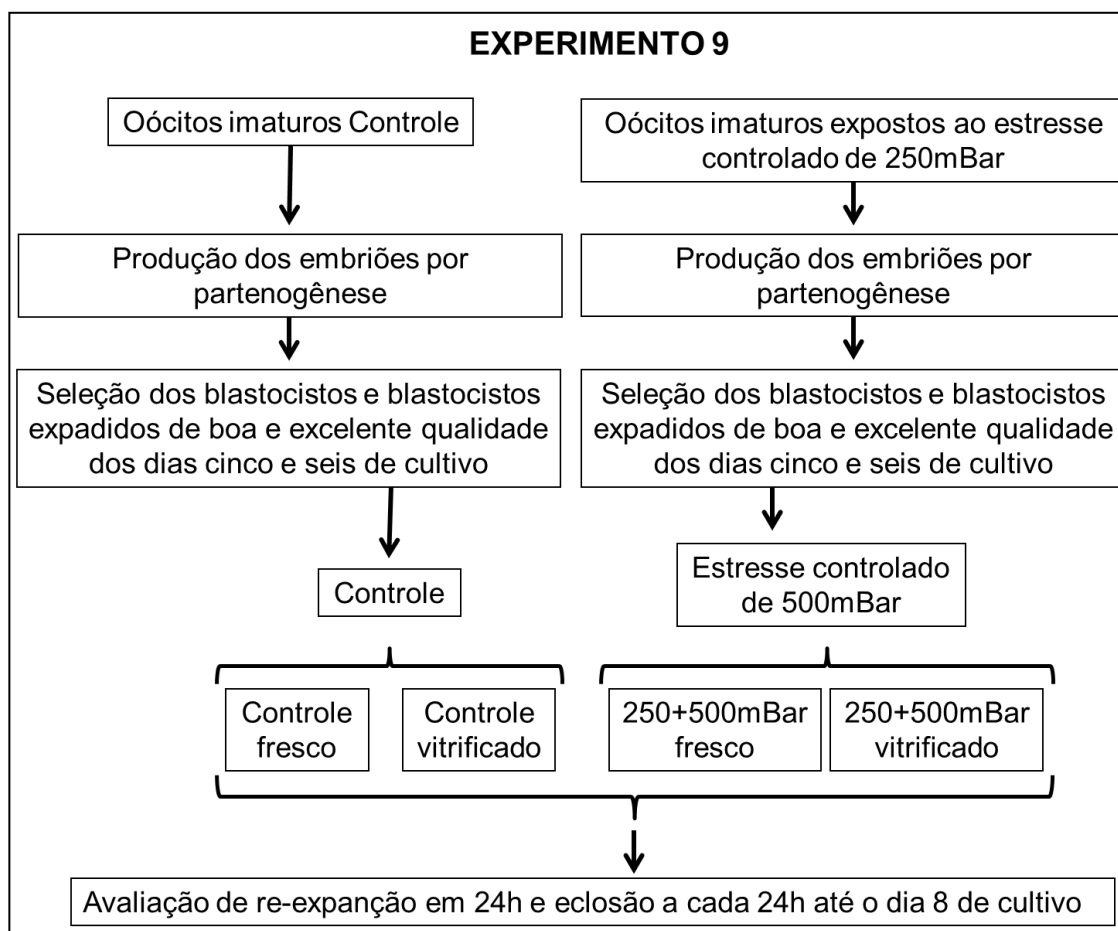 EXPERIMENTO 9
Oócitos imaturos Controle
Oócitos imaturos expostos ao estresse
controlado de 250mBar
Produção dos embriões por
partenogênese
Produção dos embriões por
partenogênese
Seleção dos blastocistos e blastocistos
expadidos de boa e excelente qualidade
dos dias cinco e seis de cultivo
Seleção dos blastocistos e blastocistos
expadidos de boa e excelente qualidade
dos dias cinco e seis de cultivo
Controle
Estresse controlado
de 500mBar
Controle
fresco
Controle
vitrificado
250+500mBar
fresco
250+500mBar
vitrificado
Avaliação de re-expanção em 24h e eclosão a cada 24h até o dia 8 de cultivo